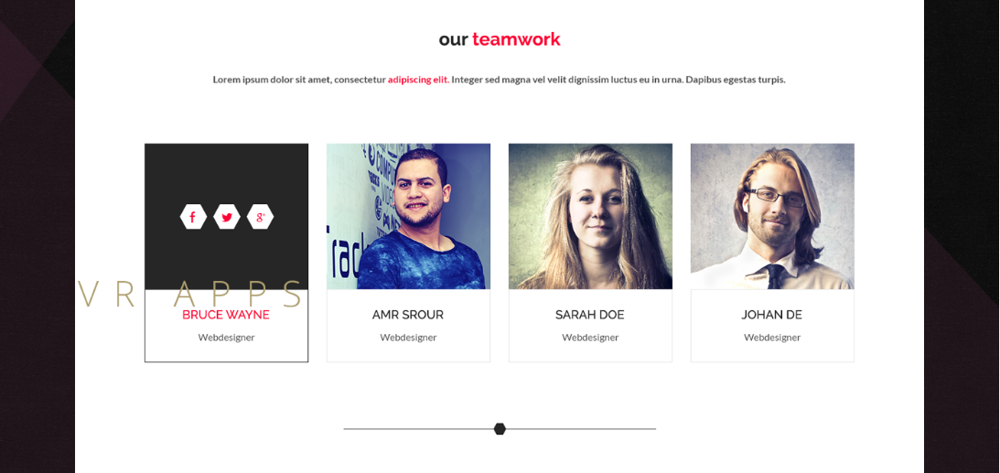 our teamwork
Lorem ipsum dolor sit amet, consectetur adipiscing elit. Integer sed magna vel velit dignissim luctus eu in urna. Dapibus egestas turpis.
f g+
Track
VR APPS
BRUCE WAYNE
Webdesigner
AMR SROUR
Webdesigner
SARAH DOE
Webdesigner
JOHAN DE
Webdesigner